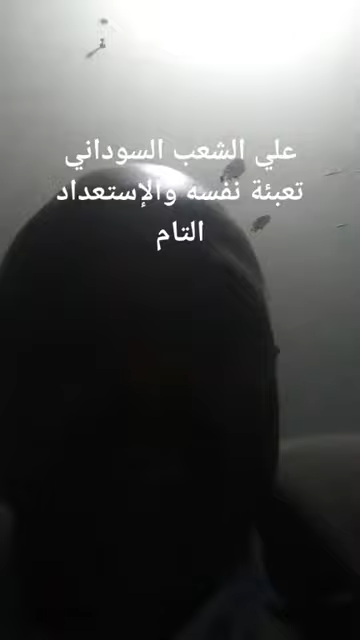 علي الشعب السوداني
تعبئة نفسه والإستعداد
التام